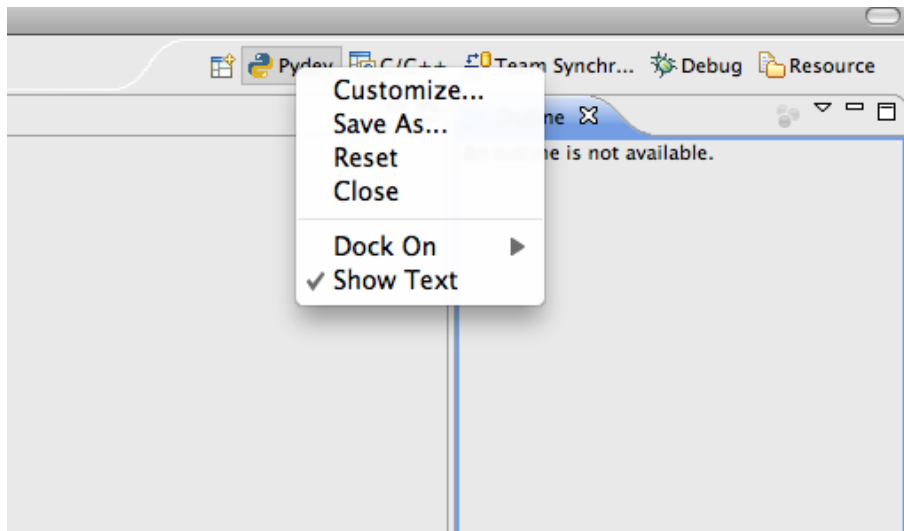 Pydev C/C++ Team Synchr... Debug Resource
Customize...
Save As...
Reset
Close
Dock On
Show Text
An outline is not available.